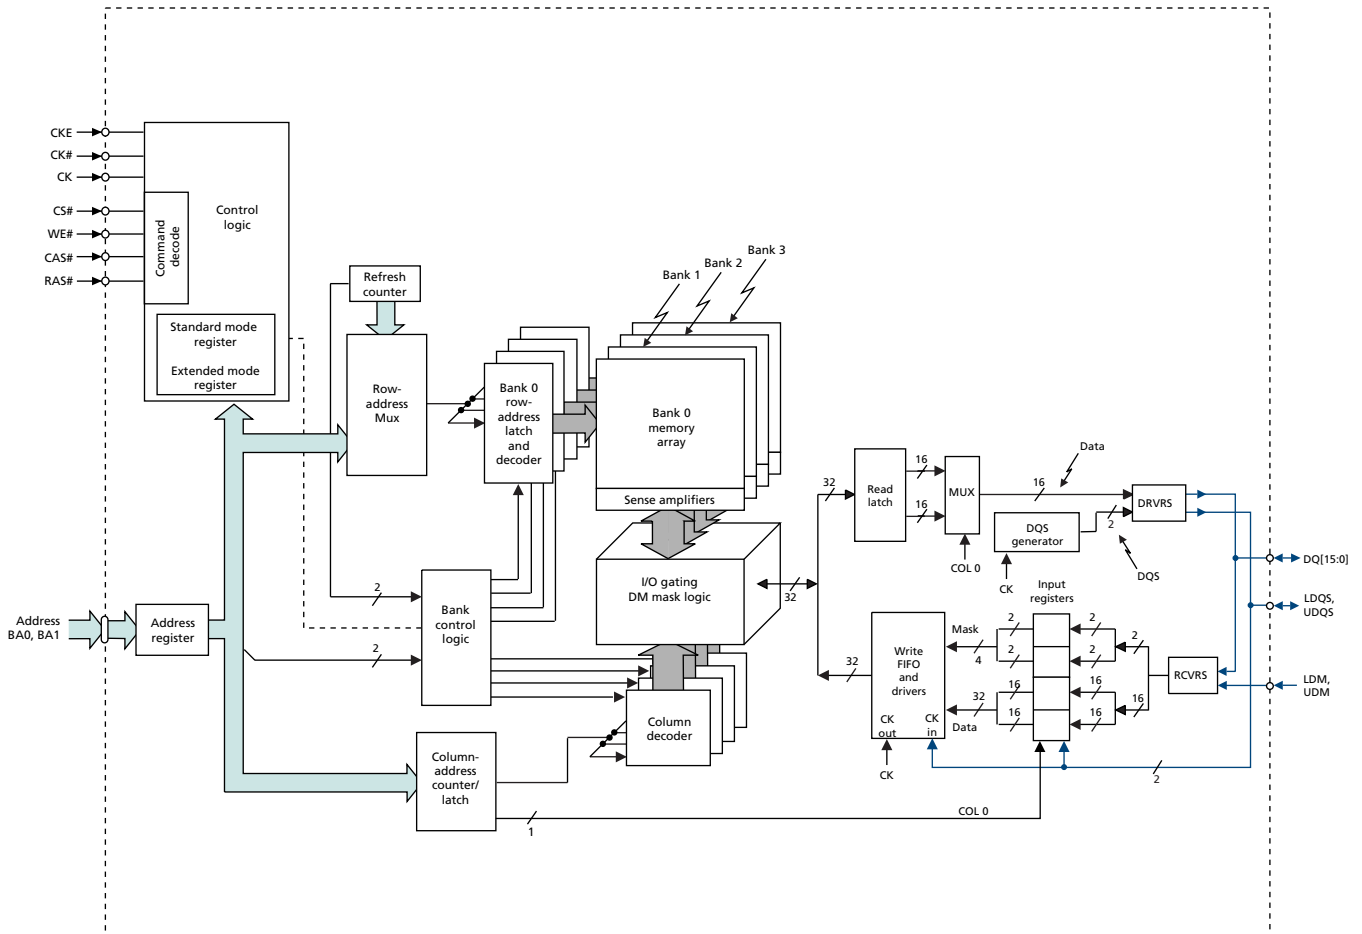 CKE
CK#
CK
CS#
WE#
CAS#
RAS#
Command
decode
Control
logic
Standard mode
register
Extended mode
register
Refresh
counter
Row-
address
Mux
Bank 0
row-
address
latch
and
decoder
Bank 1
Bank 2
Bank 3
Bank 0
memory
array
Sense amplifiers
I/O gating
DM mask logic
2
2
Bank
control
logic
Address
BA0, BA1
Address
register
Column-
address
counter/
latch
1
Column
decoder
32
32
Read
latch
16
16
MUX
COL 0
16
Data
DQS
generator
CK
2
DQS
DRVRS
DQ[15:0]
LDQS,
UDQS
LDM,
UDM
RCVRS
Input
registers
2
2
2
2
2
16
16
16
16
16
Mask
4
32
Data
32
Write
FIFO
and
drivers
CK
out
CK
in
CK
2
COL 0